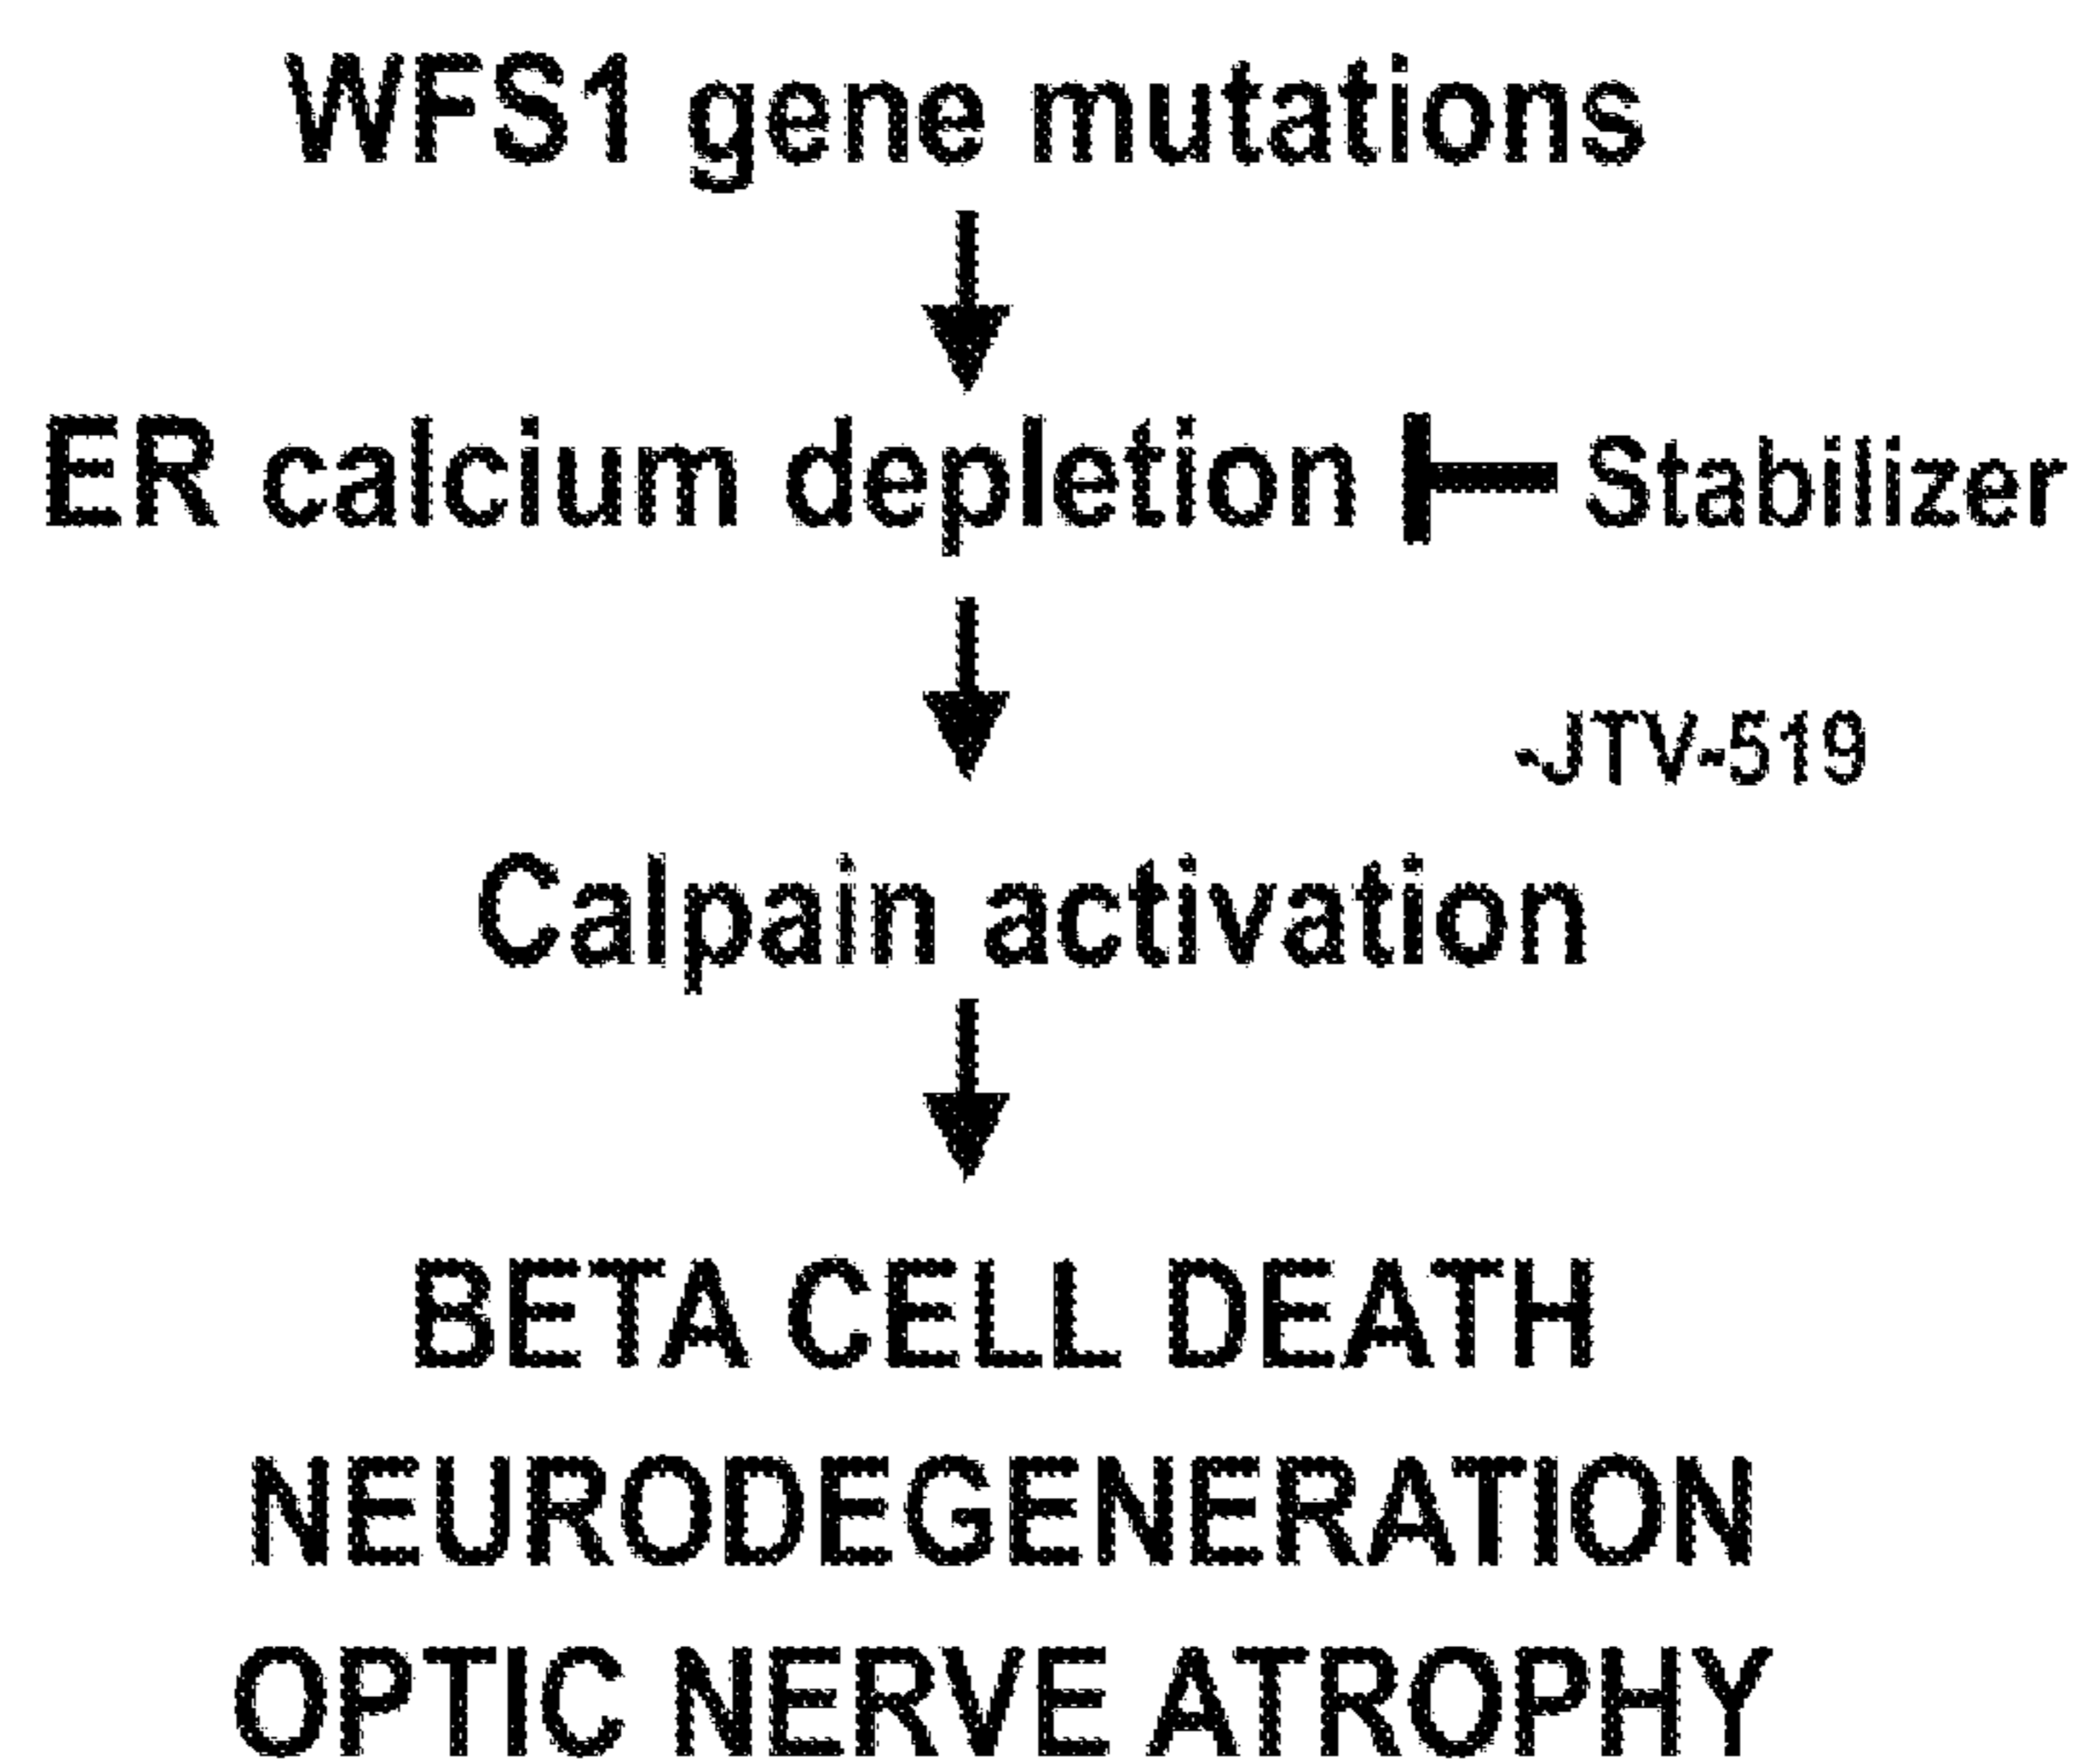 WFS1 gene mutations
ER calcium depletion Stabilizer
-JTV-519
Calpain activation
BETA CELL DEATH
NEURODEGENERATION
OPTIC NERVE ATROPHY